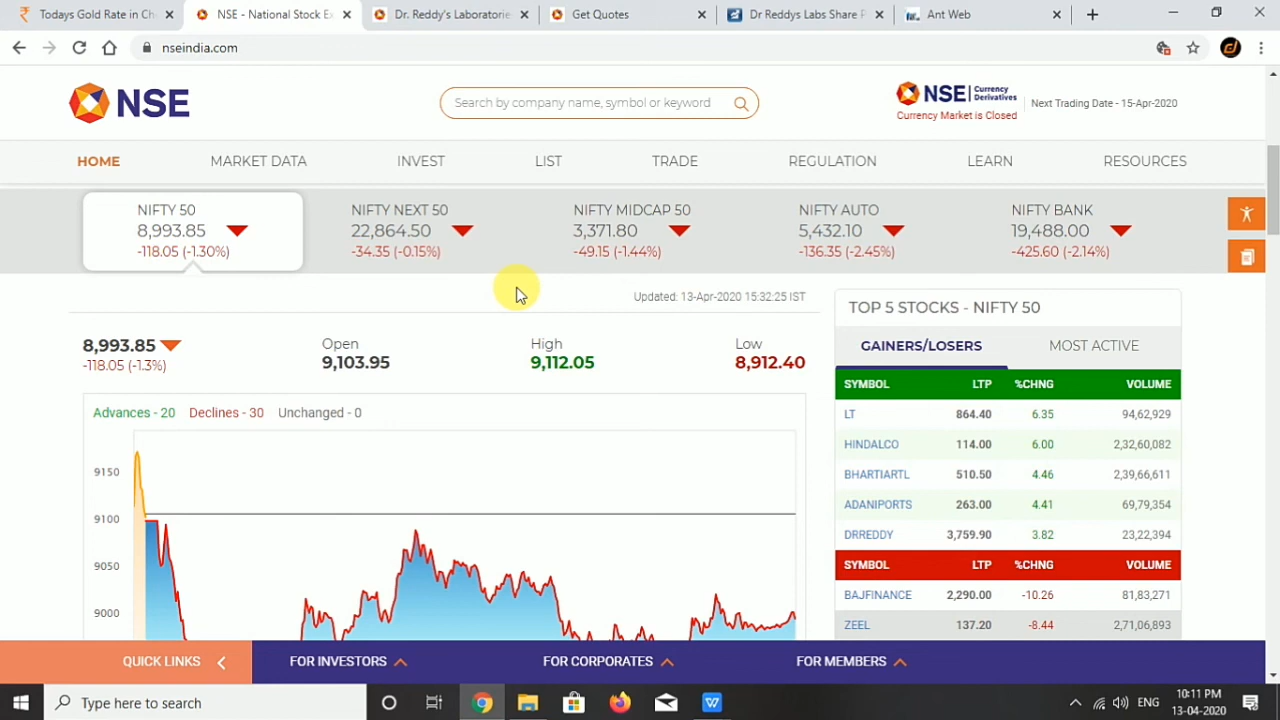 Todays Gold Rate in Ch
NSE - National Stock Ex
Dr. Reddy's Laboratorie
Get Quotes
Dr Reddys Labs Share P
Ant Web
nseindia.com
NSE
Search by company name, symbol or keyword
NSE Currency Derivatives
Currency Market is Closed
Next Trading Date - 15-Apr-2020
HOME MARKET DATA INVEST LIST TRADE REGULATION LEARN RESOURCES
NIFTY 50
8,993.85
-118.05 (-1.30%)
NIFTY NEXT 50
22,864.50
-34.35 (-0.15%)
NIFTY MIDCAP 50
3,371.80
-49.15 (-1.44%)
NIFTY AUTO
5,432.10
-136.35 (-2.45%)
NIFTY BANK
19,488.00
-425.60 (-2.14%)
Updated: 13-Apr-2020 15:32:25 IST
8,993.85
-118.05 (-1.3%)
Open
9,103.95
High
9,112.05
Low
8,912.40
Advances - 20 Declines - 30 Unchanged - 0
9150
9100
9050
9000
TOP 5 STOCKS - NIFTY 50
GAINERS/LOSERS MOST ACTIVE
SYMBOL LTP %CHNG VOLUME
LT 864.40 6.35 94,62,929
HINDALCO 114.00 6.00 2,32,60,082
BHARTIARTL 510.50 4.46 2,39,66,611
ADANIPORTS 263.00 4.41 69,79,354
DRREDDY 3,759.90 3.82 23,22,394
SYMBOL LTP %CHNG VOLUME
BAJFINANCE 2,290.00 -10.26 81,83,271
ZEEL 137.20 -8.44 2,71,06,893
QUICK LINKS FOR INVESTORS FOR CORPORATES FOR MEMBERS
Type here to search
ENG
10:11 PM
13-04-2020